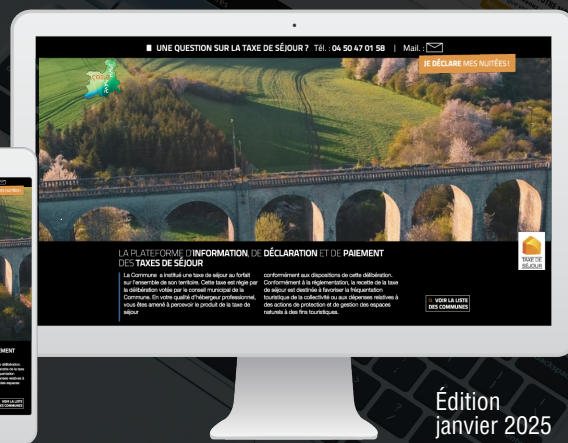 UNE QUESTION SUR LA TAXE DE SÉJOUR ? Tél. : 04 50 47 01 58 | Mail. :
JE DÉCLARE MES NUITÉES !
LA PLATEFORME D'INFORMATION, DE DÉCLARATION ET DE PAIEMENT
DES TAXES DE SÉJOUR
La Commune a institué une taxe de séjour au forfait
sur l'ensemble de son territoire. Cette taxe est régie par
la délibération votée par le conseil municipal de la
Commune. En votre qualité d'hébergeur professionnel,
vous êtes amené à percevoir le produit de la taxe de
séjour
conformément aux dispositions de cette délibération.
Conformément à la réglementation, la recette de la taxe
de séjour est destinée à favoriser la fréquentation
touristique de la collectivité ou aux dépenses relatives à
des actions de protection et de gestion des espaces
naturels à des fins touristiques.
VOIR LA LISTE
DES COMMUNES
TAXE DE
SÉJOUR
VOIR LA LISTE
DES COMMUNES
Édition
janvier 2025